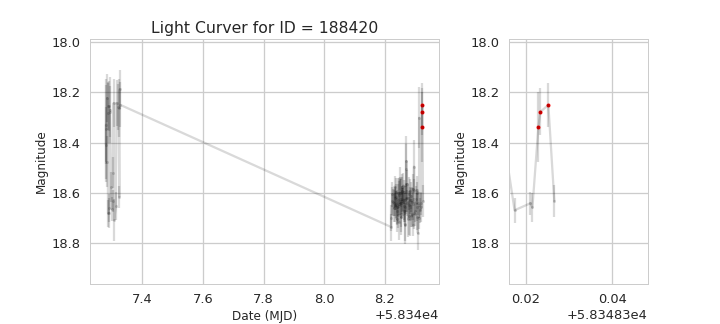 Light Curver for ID = 188420
18.0
18.2
18.4
18.6
18.8
Magnitude
7.4
7.6
7.8
8.0
8.2
Date (MJD)
+5.834e4
18.0
18.2
18.4
18.6
18.8
Magnitude
0.02
0.04
+5.83483e4